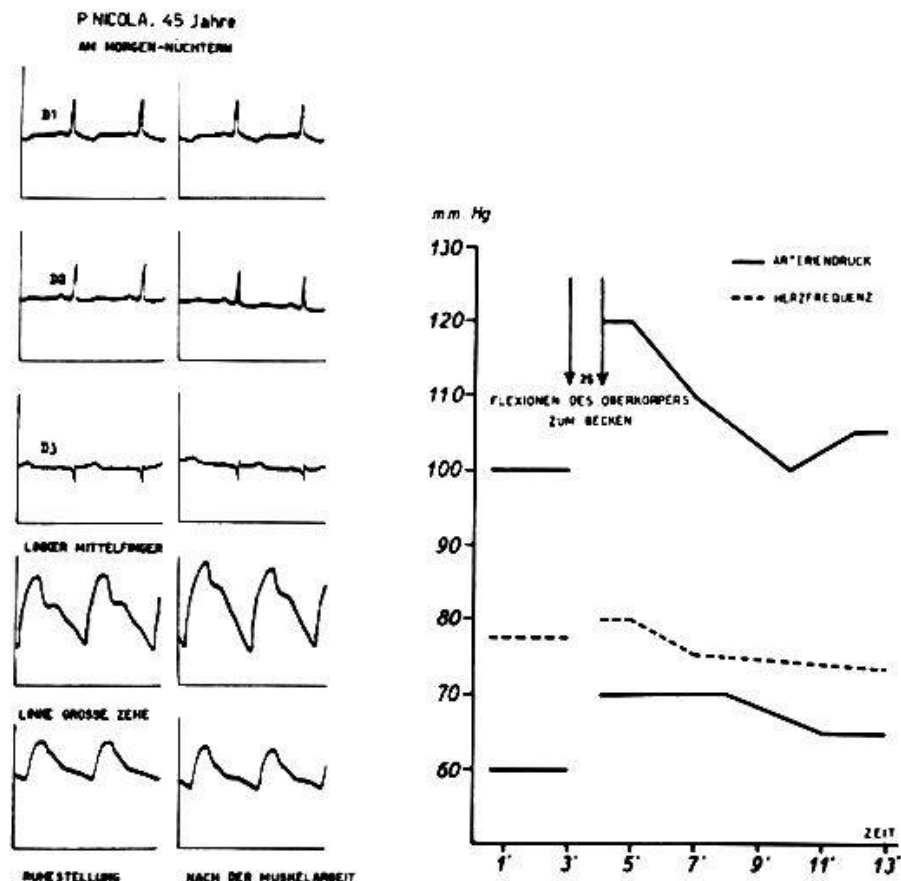 P NICOLA. 45 Jahre
AM MORGEN-NÜCHTERN
D1
D2
D3
LINKER MITTELFINGER
LINKE GROSSE ZEHE
RUHESTELLUNG
NACH DER MUSKELARBEIT
mm Hg
130
120
110
100
90
80
70
60
ARTERIENDRUCK
HERZFREQUENZ
25
FLEXIONEN DES OBERKORPERS
ZUM BECKEN
ZEIT
1' 3' 5' 7' 9' 11' 13'